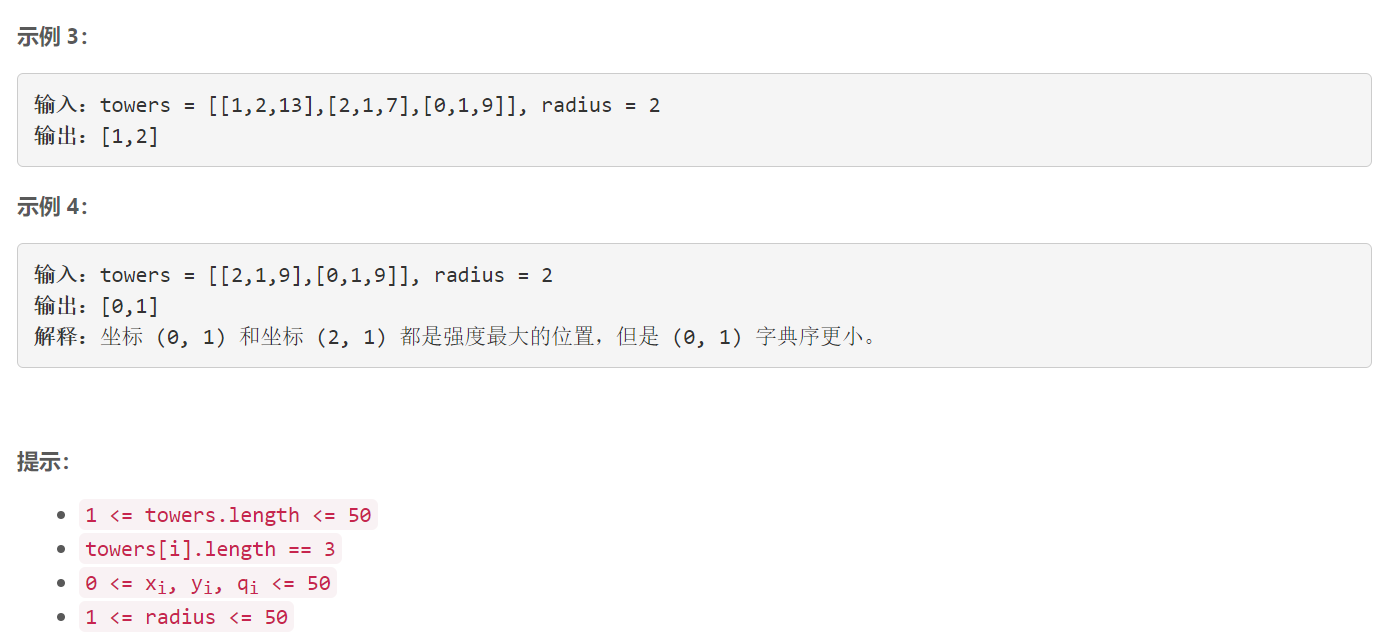 示例 3：
输入：towers = [[1,2,13],[2,1,7],[0,1,9]], radius = 2
输出：[1,2]
示例 4：
输入：towers = [[2,1,9],[0,1,9]], radius = 2
输出：[0,1]
解释：坐标 (0, 1) 和坐标 (2, 1) 都是强度最大的位置，但是 (0, 1) 字典序更小。
提示：
1 <= towers.length <= 50
towers[i].length == 3
0 <= xᵢ, yᵢ, qᵢ <= 50
1 <= radius <= 50